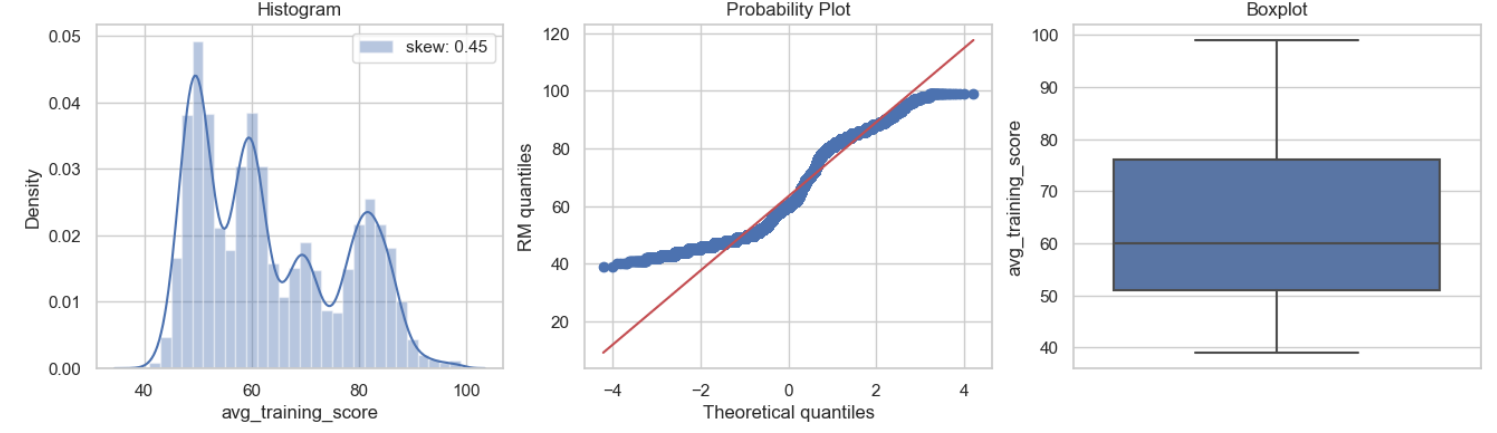 Histogram
skew: 0.45
0.05
0.04
0.03
0.02
0.01
0.00
Density
40 60 80 100
avg_training_score
Probability Plot
120
100
80
60
40
20
RM quantiles
−4 −2 0 2 4
Theoretical quantiles
Boxplot
100
90
80
70
60
50
40
avg_training_score